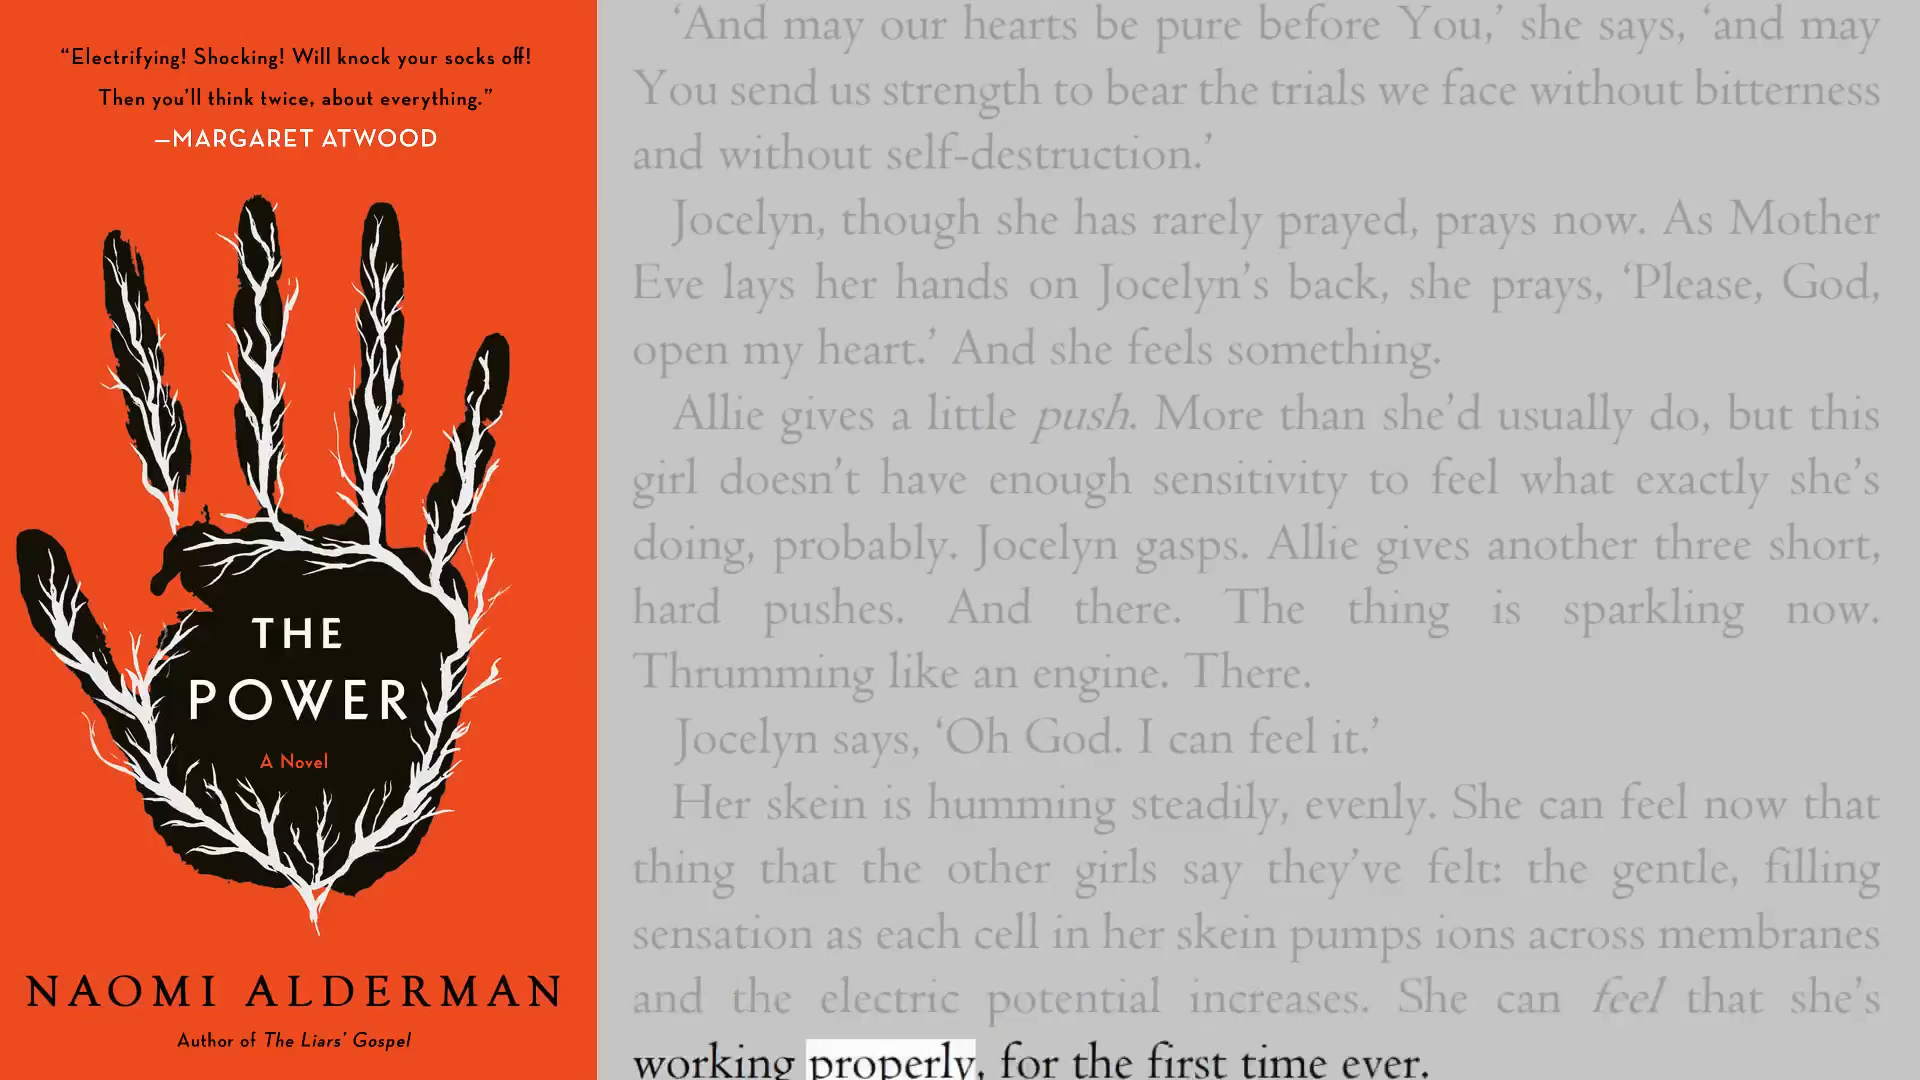 “Electrifying! Shocking! Will knock your socks off!
Then you’ll think twice, about everything.”
—MARGARET ATWOOD
THE
POWER
A Novel
NAOMI ALDERMAN
Author of The Liars’ Gospel
‘And may our hearts be pure before You,’ she says, ‘and may
You send us strength to bear the trials we face without bitterness
and without self-destruction.’
Jocelyn, though she has rarely prayed, prays now. As Mother
Eve lays her hands on Jocelyn’s back, she prays, ‘Please, God,
open my heart.’ And she feels something.
Allie gives a little push. More than she’d usually do, but this
girl doesn’t have enough sensitivity to feel what exactly she’s
doing, probably. Jocelyn gasps. Allie gives another three short,
hard pushes. And there. The thing is sparkling now.
Thrumming like an engine. There.
Jocelyn says, ‘Oh God. I can feel it.’
Her skein is humming steadily, evenly. She can feel now that
thing that the other girls say they’ve felt: the gentle, filling
sensation as each cell in her skein pumps ions across membranes
and the electric potential increases. She can feel that she’s
working properly, for the first time ever.